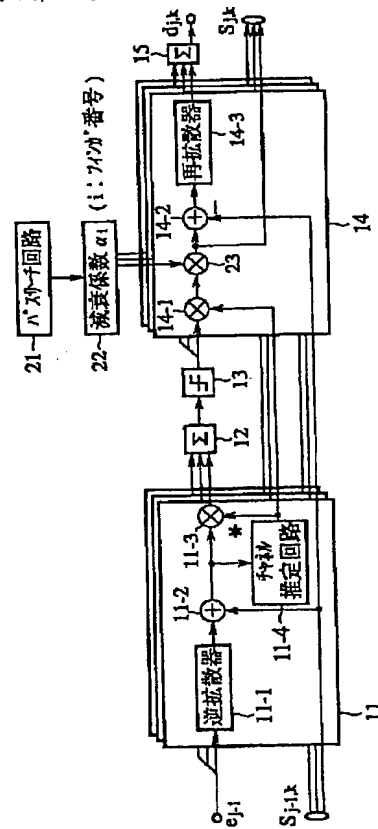 21
パスサーチ回路
22
減衰係数 αi
(i：フィンガ番号)
15
Σ
dj,k
Sj,k
14-3
再拡散器
14-2
23
14-1
14
13
12
Σ
11-3
*
11-2
チャネル
推定回路
11-4
逆拡散器
11-1
11
ej-1
Sj-1,k